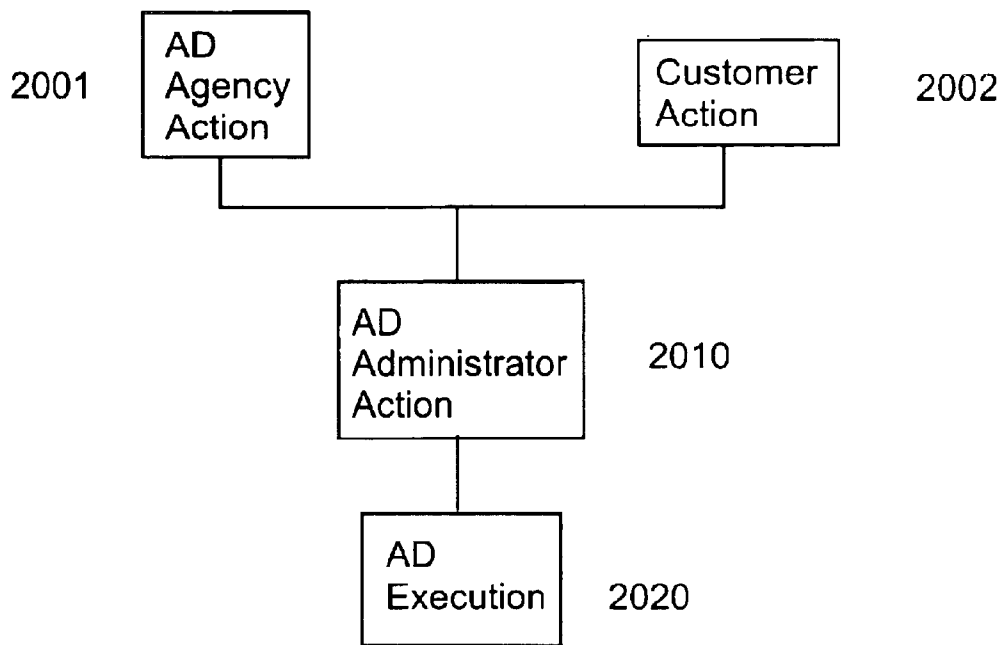 2001
AD
Agency
Action
Customer
Action
2002
AD
Administrator
Action
2010
AD
Execution
2020